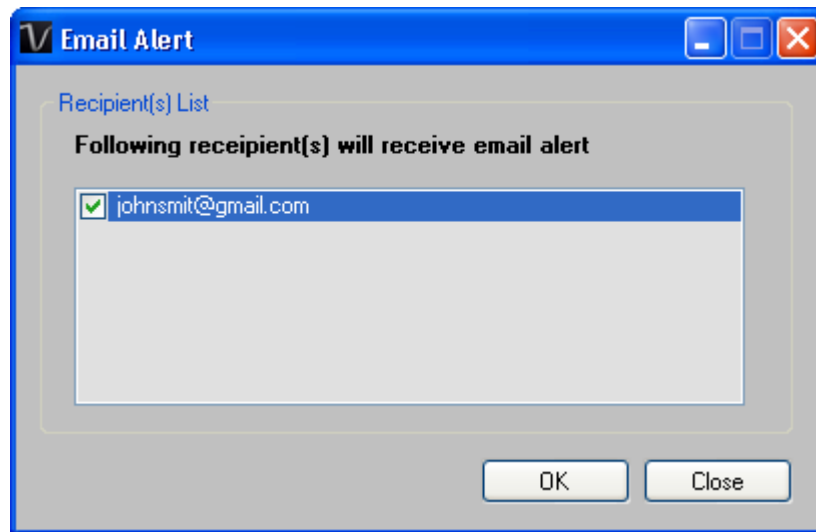 Email Alert
Recipient(s) List
Following receipient(s) will receive email alert
johnsmit@gmail.com
OK
Close